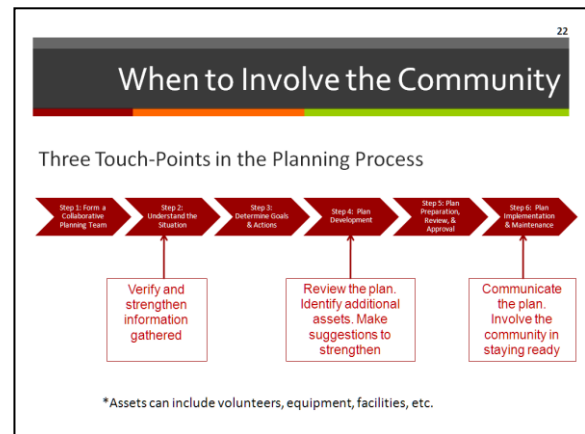 22
When to Involve the Community
Three Touch-Points in the Planning Process
Step 1: Form a
Collaborative
Planning Team
Step 2:
Understand the
Situation
Step 3:
Determine Goals
& Actions
Step 4: Plan
Development
Step 5: Plan
Preparation,
Review, &
Approval
Step 6: Plan
Implementation
& Maintenance
Verify and
strengthen
information
gathered
Review the plan.
Identify additional
assets. Make
suggestions to
strengthen
Communicate
the plan.
Involve the
community in
staying ready
*Assets can include volunteers, equipment, facilities, etc.